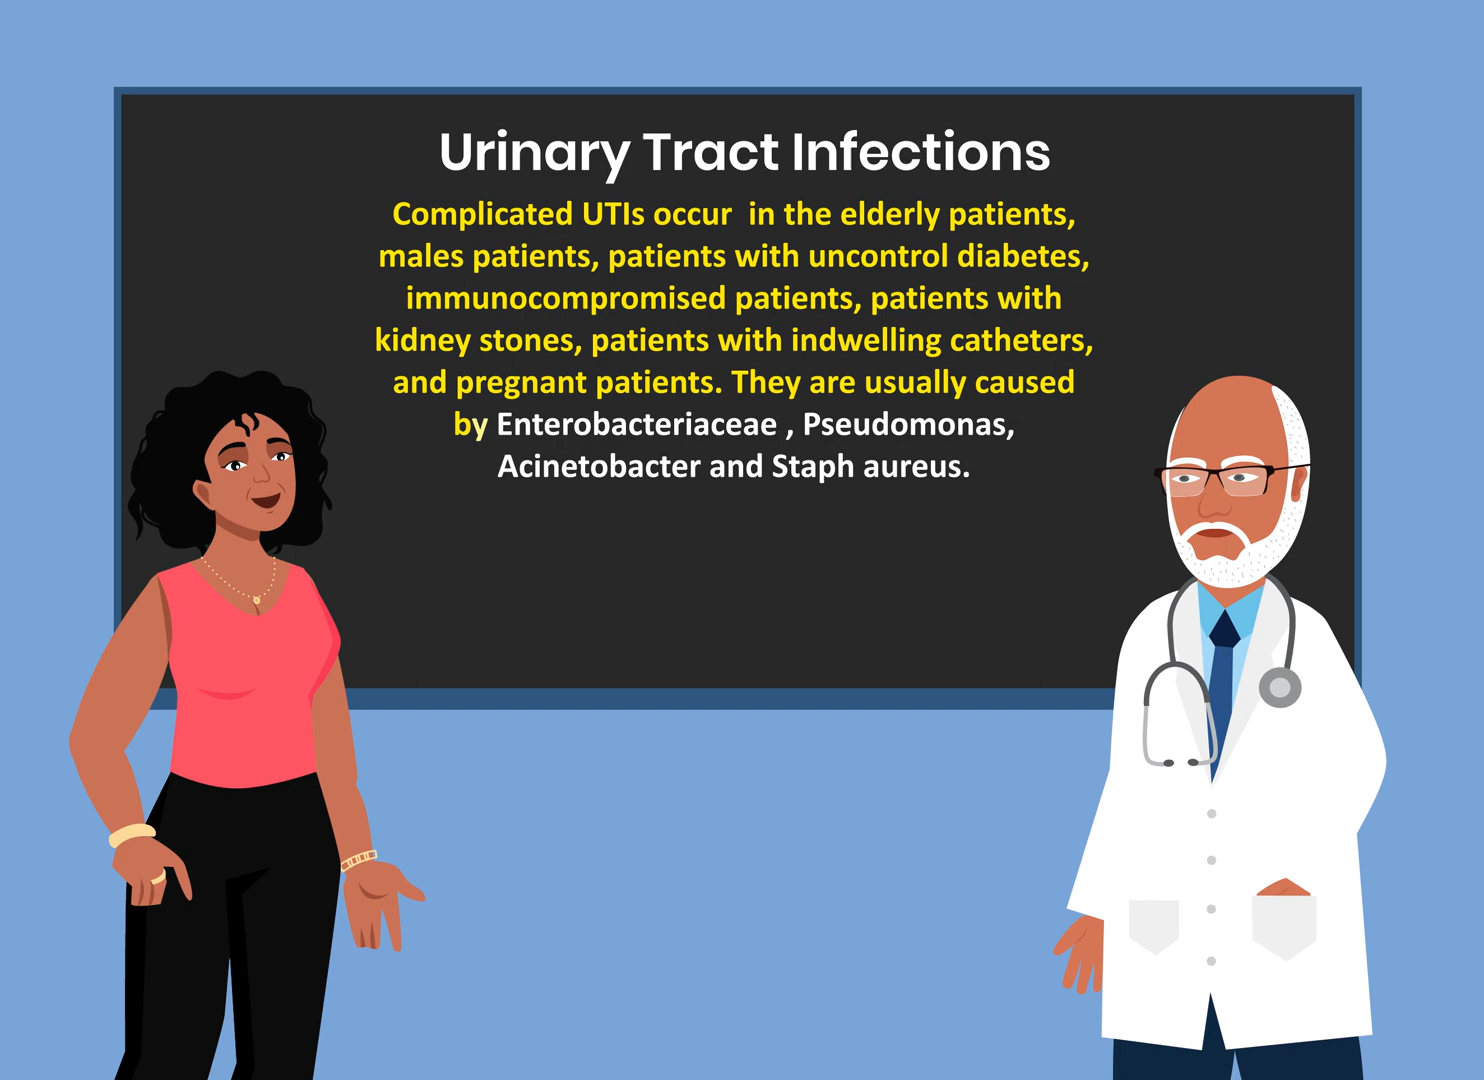 Urinary Tract Infections
Complicated UTIs occur  in the elderly patients,
males patients, patients with uncontrol diabetes,
immunocompromised patients, patients with
kidney stones, patients with indwelling catheters,
and pregnant patients. They are usually caused
by Enterobacteriaceae , Pseudomonas,
Acinetobacter and Staph aureus.